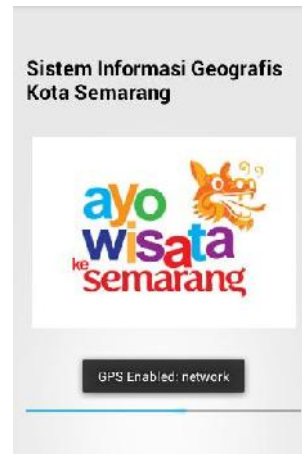 Sistem Informasi Geografis
Kota Semarang
ayo
wisata
ke
semarang
GPS Enabled: network